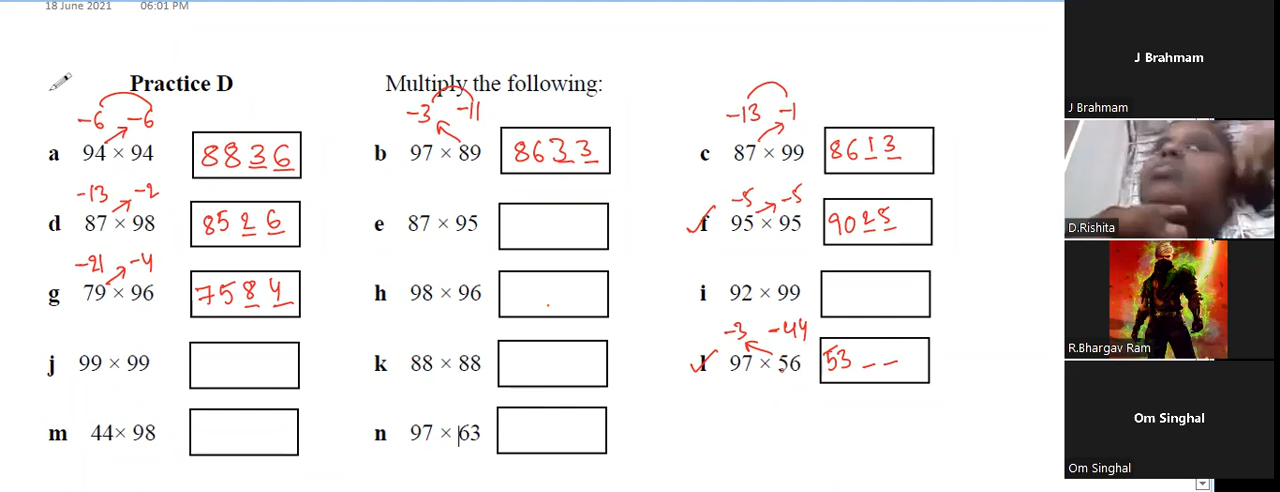 18 June 2021 06:01 PM
Practice D Multiply the following:
-6 -6 -3 -11 -13 -1
a 94 × 94 8836 b 97 × 89 8633 c 87 × 99 8613
-13 -2 -5 -5
d 87 × 98 8526 e 87 × 95 f 95 × 95 9025
-21 -4
g 79 × 96 7584 h 98 × 96 i 92 × 99
-3 -44
j 99 × 99 k 88 × 88 l 97 × 56 53 _ _
m 44× 98 n 97 × 63
J Brahmam
J Brahmam
D.Rishita
R.Bhargav Ram
Om Singhal
Om Singhal